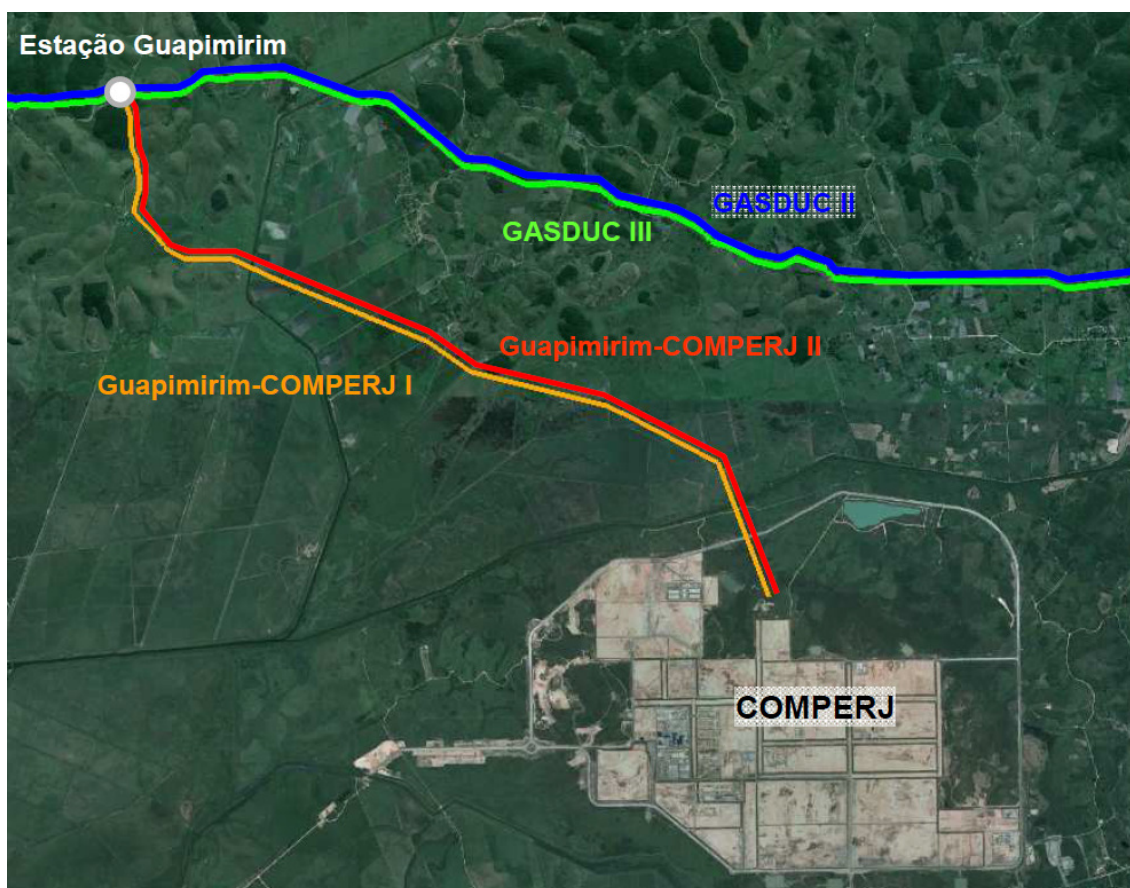 Estação Guapimirim
GASDUC II
GASDUC III
Guapimirim-COMPERJ II
Guapimirim-COMPERJ I
COMPERJ